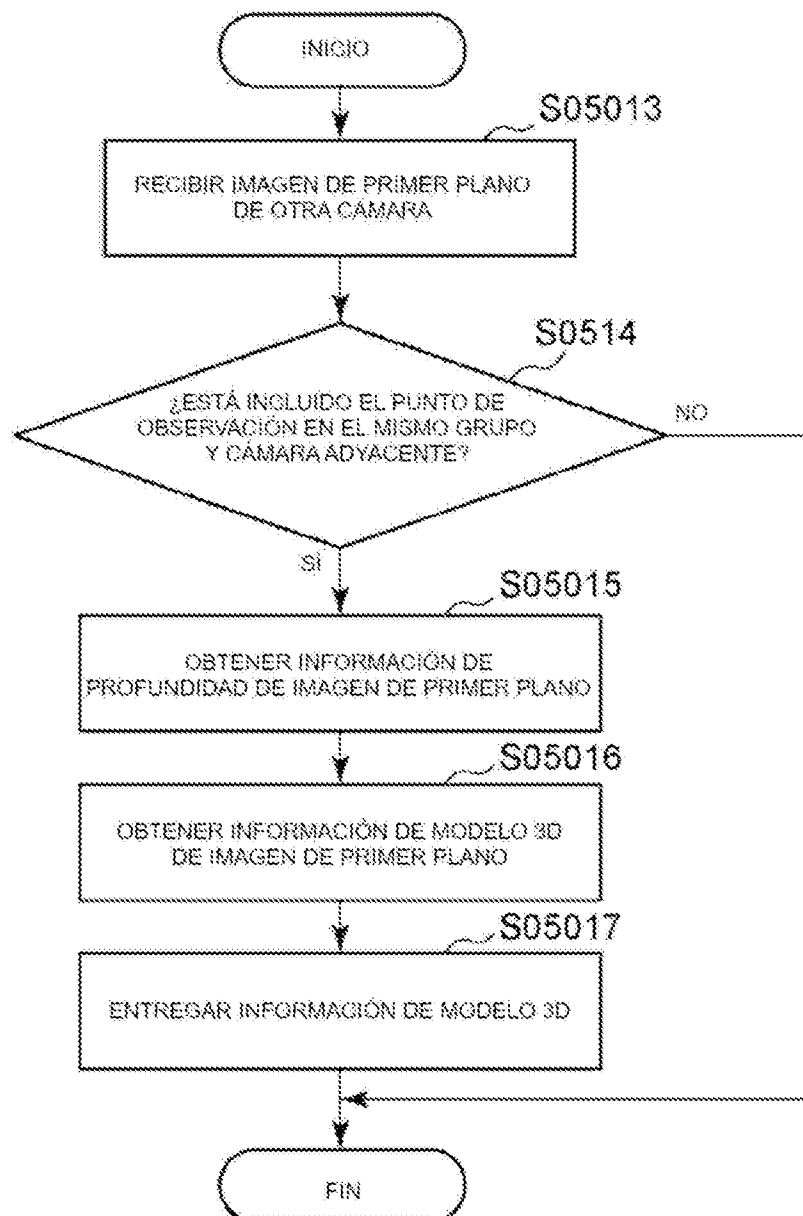 INICIO
S05013
RECIBIR IMAGEN DE PRIMER PLANO
DE OTRA CÁMARA
S0514
¿ESTÁ INCLUIDO EL PUNTO DE
OBSERVACIÓN EN EL MISMO GRUPO
Y CÁMARA ADYACENTE?
NO
SÍ
S05015
OBTENER INFORMACIÓN DE
PROFUNDIDAD DE IMAGEN DE PRIMER PLANO
S05016
OBTENER INFORMACIÓN DE MODELO 3D
DE IMAGEN DE PRIMER PLANO
S05017
ENTREGAR INFORMACIÓN DE MODELO 3D
FIN